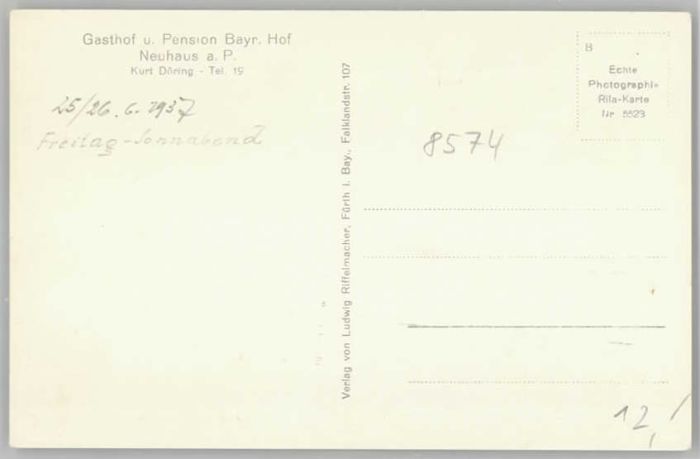 Gasthof u. Pension Bayr. Hof
Neuhaus a. P.
Kurt Döring - Tel. 19
25/26. 6. 1937
Freitag-Sonnabend
Verlag von Ludwig Riffelmacher, Fürth i. Bay., Falklandstr. 107
B
Echte
Photographie
Rila-Karte
Nr. 5523
8574
12,/